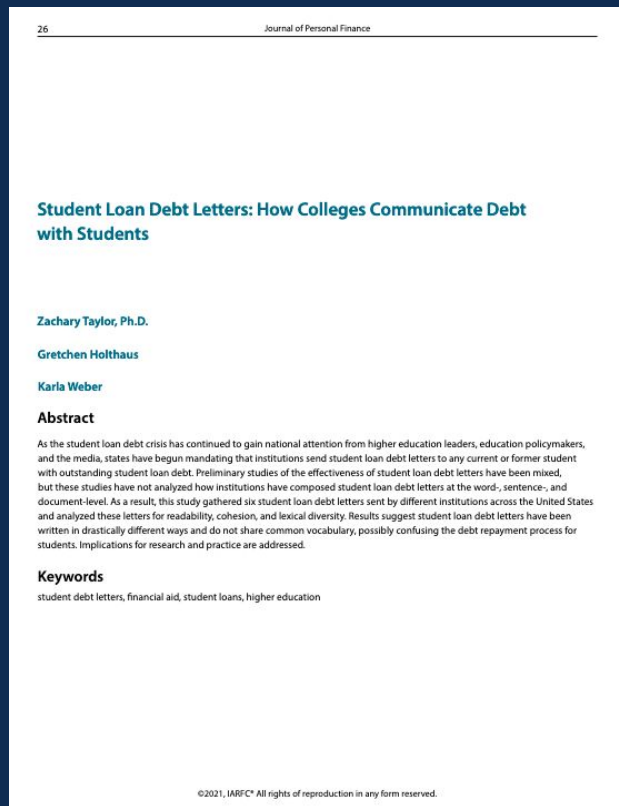 26
Journal of Personal Finance
Student Loan Debt Letters: How Colleges Communicate Debt
with Students
Zachary Taylor, Ph.D.
Gretchen Holthaus
Karla Weber
Abstract
As the student loan debt crisis has continued to gain national attention from higher education leaders, education policymakers,
and the media, states have begun mandating that institutions send student loan debt letters to any current or former student
with outstanding student loan debt. Preliminary studies of the effectiveness of student loan debt letters have been mixed,
but these studies have not analyzed how institutions have composed student loan debt letters at the word-, sentence-, and
document-level. As a result, this study gathered six student loan debt letters sent by different institutions across the United States
and analyzed these letters for readability, cohesion, and lexical diversity. Results suggest student loan debt letters have been
written in drastically different ways and do not share common vocabulary, possibly confusing the debt repayment process for
students. Implications for research and practice are addressed.
Keywords
student debt letters, financial aid, student loans, higher education
©2021, IARFC® All rights of reproduction in any form reserved.